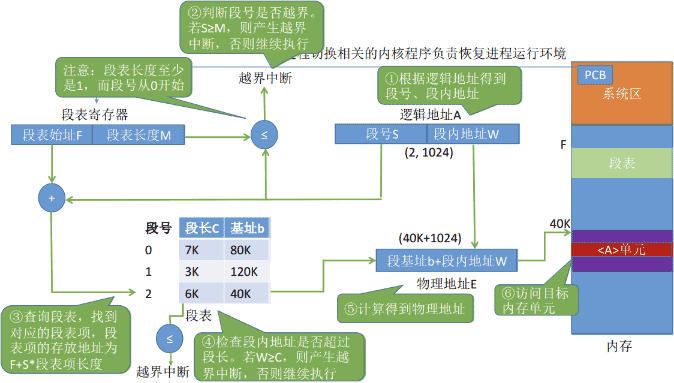 ②判断段号是否越界。
若S≥M，则产生越界
中断，否则继续执行
程切换相关的内核程序负责恢复进程运行环境
注意：段表长度至少
是1，而段号从0开始
越界中断
①根据逻辑地址得到
段号、段内地址
PCB
系统区
段表寄存器
逻辑地址A
段表始址F
段表长度M
≤
段号S
段内地址W
(2, 1024)
F
段表
+
段号
段长C
基址b
0
7K
80K
1
3K
120K
2
6K
40K
段表
(40K+1024)
段基址b+段内地址W
物理地址E
40K
<A>单元
③查询段表，找到
对应的段表项，段
表项的存放地址为
F+S*段表项长度
≤
越界中断
④检查段内地址是否超过
段长。若W≥C，则产生越
界中断，否则继续执行
⑤计算得到物理地址
⑥访问目标
内存单元
内存